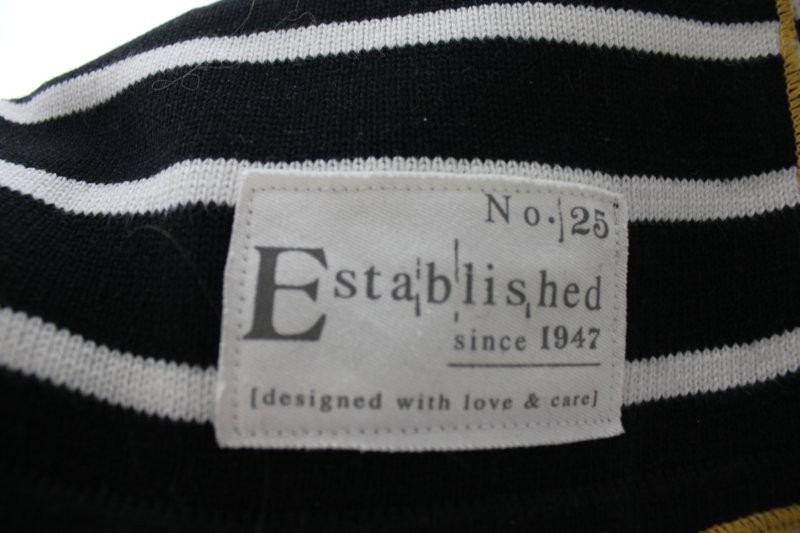 No. 25
Established
since 1947
[designed with love & care]